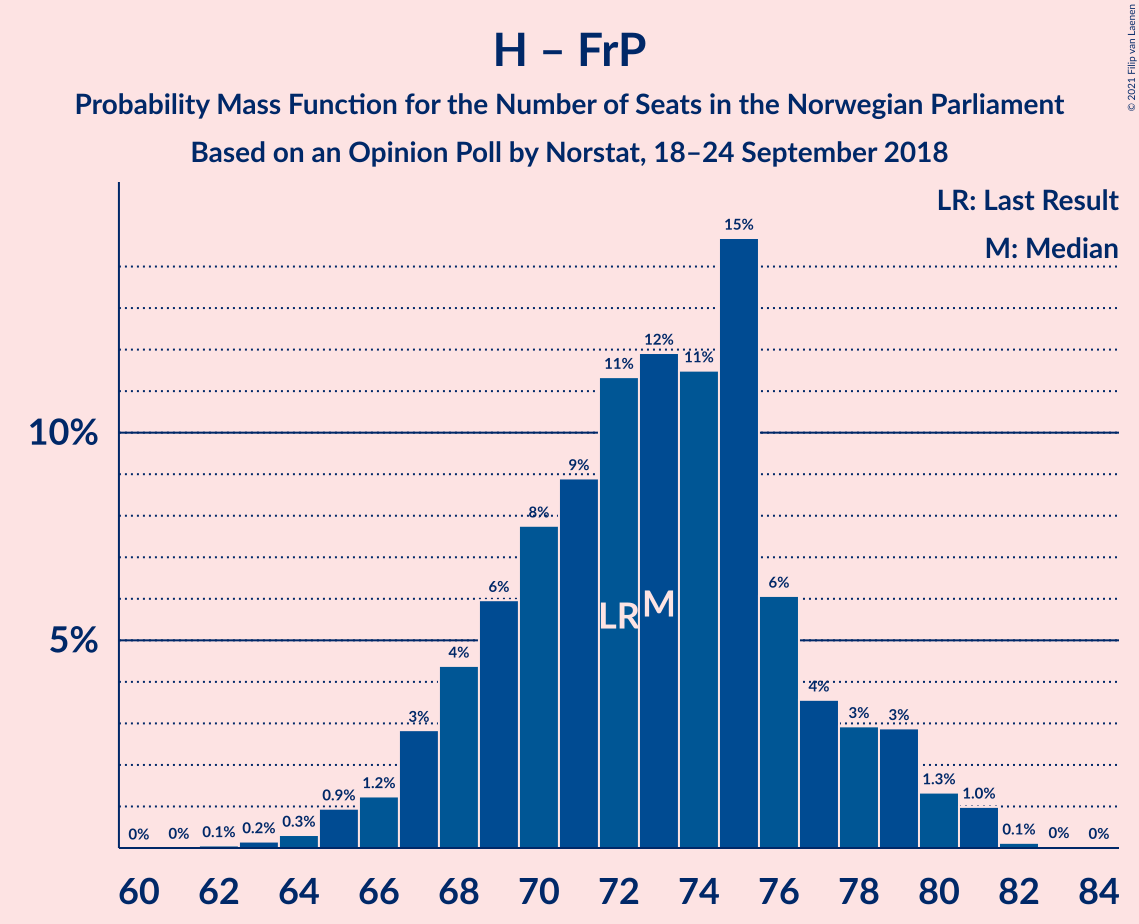 H – FrP
Probability Mass Function for the Number of Seats in the Norwegian Parliament
Based on an Opinion Poll by Norstat, 18–24 September 2018
© 2021 Filip van Laenen
LR: Last Result
M: Median
15%
12%
11% 11%
10%
9%
8%
6% 6%
LR M
5%
4% 4%
3% 3% 3%
0% 0% 0.1% 0.2% 0.3% 0.9% 1.2% 1.3% 1.0% 0.1% 0% 0%
60 62 64 66 68 70 72 74 76 78 80 82 84